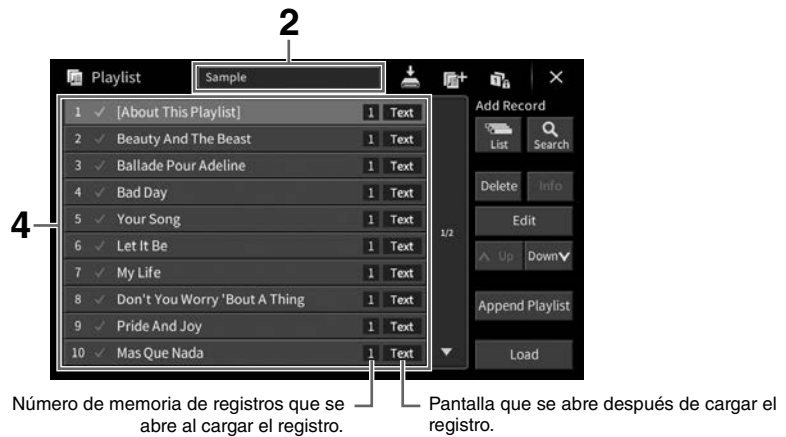 2
Playlist Sample
Add Record
1 [About This Playlist] 1 Text
2 Beauty And The Beast 1 Text
3 Ballade Pour Adeline 1 Text
4 Bad Day 1 Text
5 Your Song 1 Text
6 Let It Be 1 Text
7 My Life 1 Text
8 Don't You Worry 'Bout A Thing 1 Text
9 Pride And Joy 1 Text
10 Mas Que Nada 1 Text
4
1/2
List Search
Delete Info
Edit
Up Down
Append Playlist
Load
Número de memoria de registros que se
abre al cargar el registro.
Pantalla que se abre después de cargar el
registro.